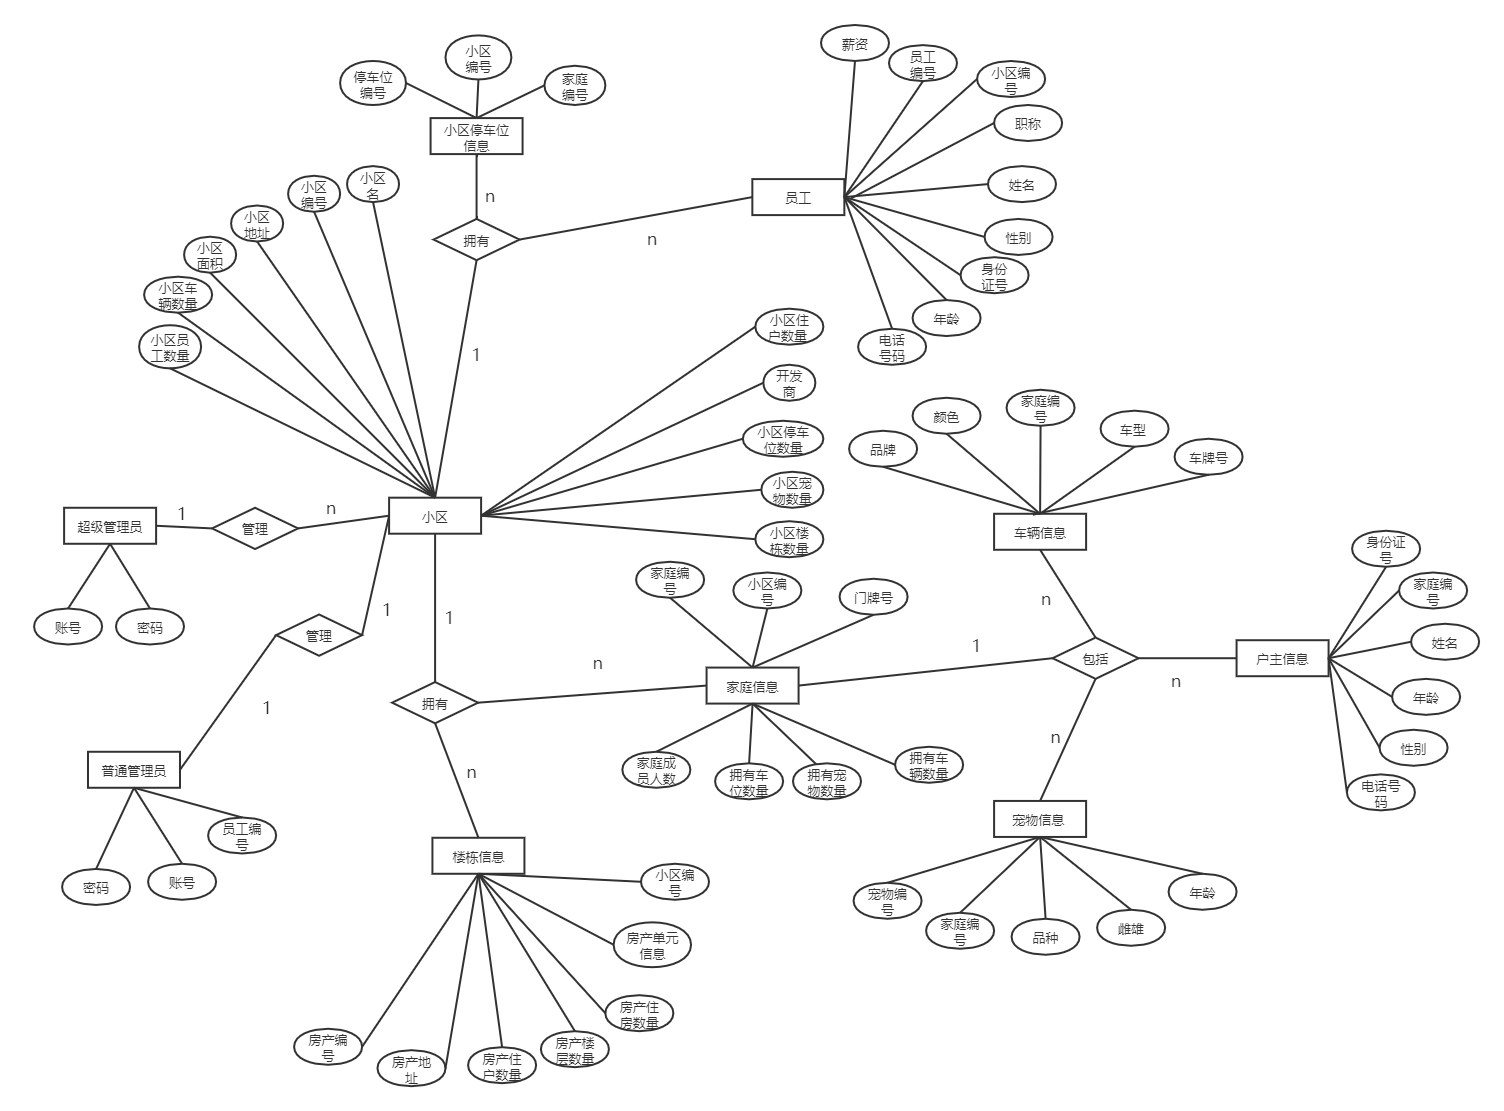 薪资
小区
编号
员工
编号
停车位
编号
家庭
编号
小区编
号
小区停车位
信息
职称
小区
名
小区
编号
姓名
员工
n
小区
地址
拥有
n
性别
小区
面积
身份
证号
小区车
辆数量
年龄
小区员
工数量
小区住
户数量
电话
号码
1
开发
商
颜色
家庭编
号
车型
小区停车
位数量
品牌
车牌号
小区宠
物数量
超级管理员
1
管理
n
小区
小区楼
栋数量
车辆信息
身份证
号
家庭编
号
小区编
号
门牌号
家庭编
号
账号
密码
管理
1
1
n
姓名
拥有
n
家庭信息
1
包括
n
户主信息
年龄
1
n
性别
普通管理员
n
家庭成
员人数
拥有车
位数量
拥有宠
物数量
拥有车
辆数量
电话号
码
员工编
号
宠物信息
密码
账号
楼栋信息
小区编
号
宠物编
号
家庭编
号
品种
雌雄
年龄
房产单元
信息
房产住
房数量
房产编
号
房产地
址
房产住
户数量
房产楼
层数量